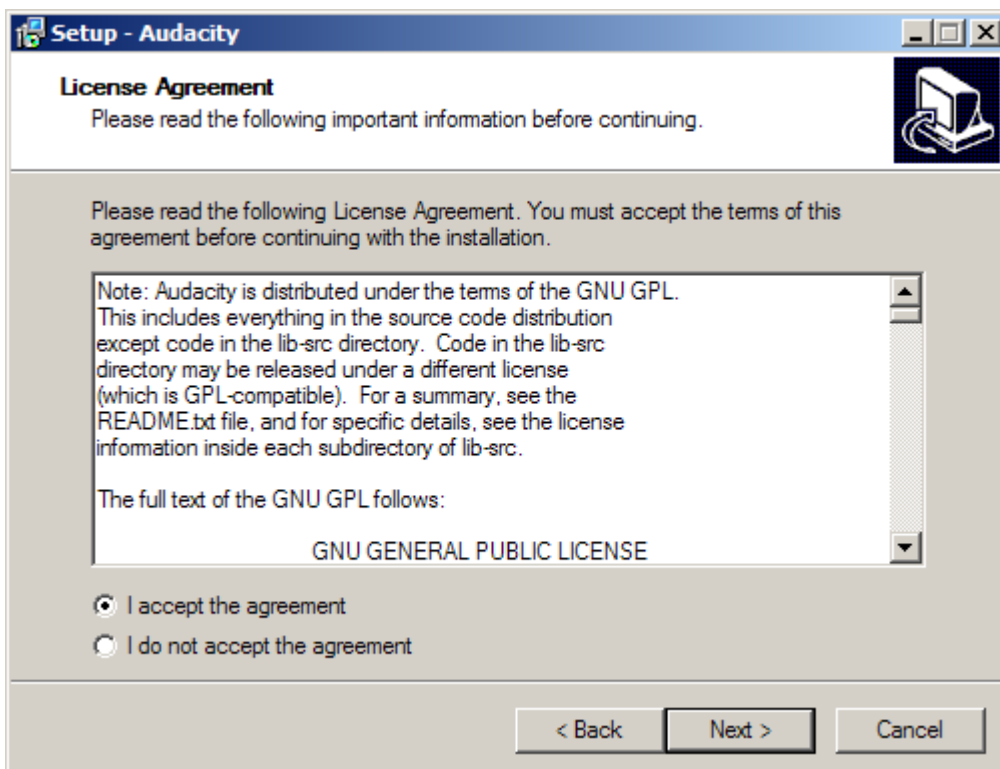 Setup - Audacity
License Agreement
Please read the following important information before continuing.
Please read the following License Agreement. You must accept the terms of this
agreement before continuing with the installation.
Note: Audacity is distributed under the terms of the GNU GPL.
This includes everything in the source code distribution
except code in the lib-src directory.  Code in the lib-src
directory may be released under a different license
(which is GPL-compatible).  For a summary, see the
README.txt file, and for specific details, see the license
information inside each subdirectory of lib-src.
The full text of the GNU GPL follows:
GNU GENERAL PUBLIC LICENSE
I accept the agreement
I do not accept the agreement
< Back Next > Cancel